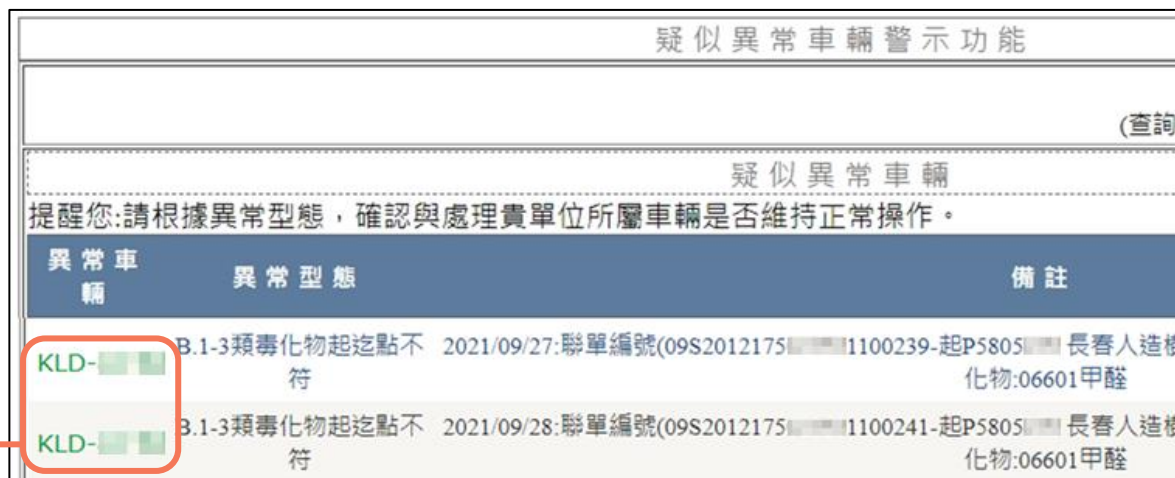 疑似異常車輛警示功能
(查詢
疑似異常車輛
提醒您:請根據異常型態，確認與處理貴單位所屬車輛是否維持正常操作。
異常車
輛
異常型態
備註
KLD-
B.1-3類毒化物起迄點不
符
2021/09/27:聯單編號(09S2012175 1100239-起P5805 長春人造樹
化物:06601甲醛
KLD-
B.1-3類毒化物起迄點不
符
2021/09/28:聯單編號(09S2012175 1100241-起P5805 長春人造樹
化物:06601甲醛